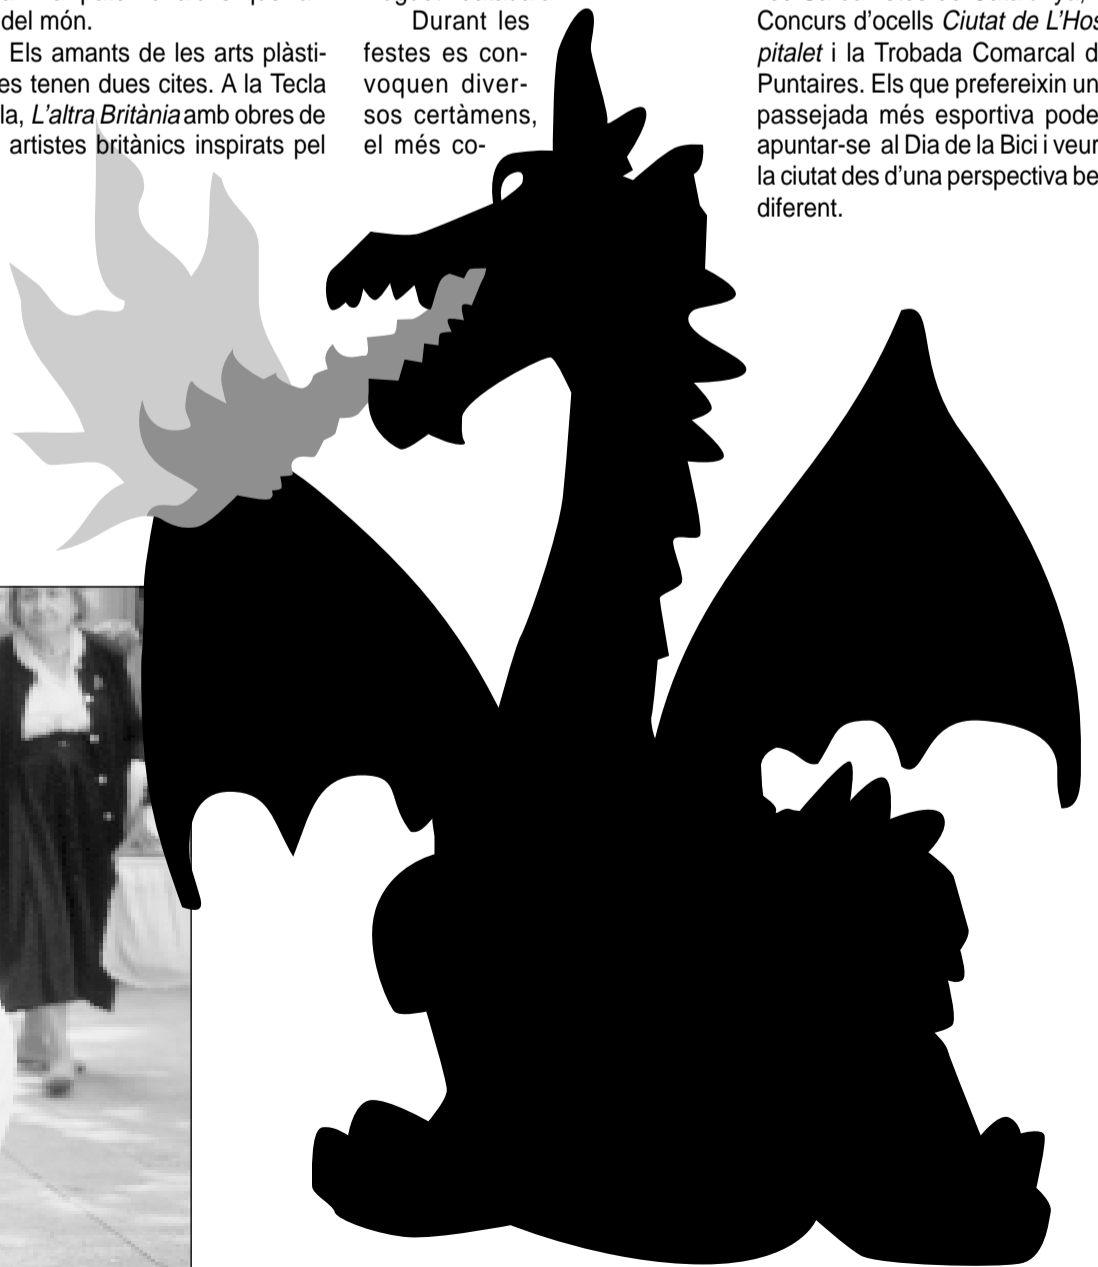 del món.
Els amants de les arts plàsti-
es tenen dues cites. A la Tecla
la, L'altra Britània amb obres de
artistes britànics inspirats pel
Durant les
festes es con-
voquen diver-
sos certàmens,
el més co-
Concurs d'ocells Ciutat de L'Hos
pitalet i la Trobada Comarcal d
Puntaires. Els que prefereixin un
passejada més esportiva pode
apuntar-se al Dia de la Bici i veur
la ciutat des d'una perspectiva be
diferent.